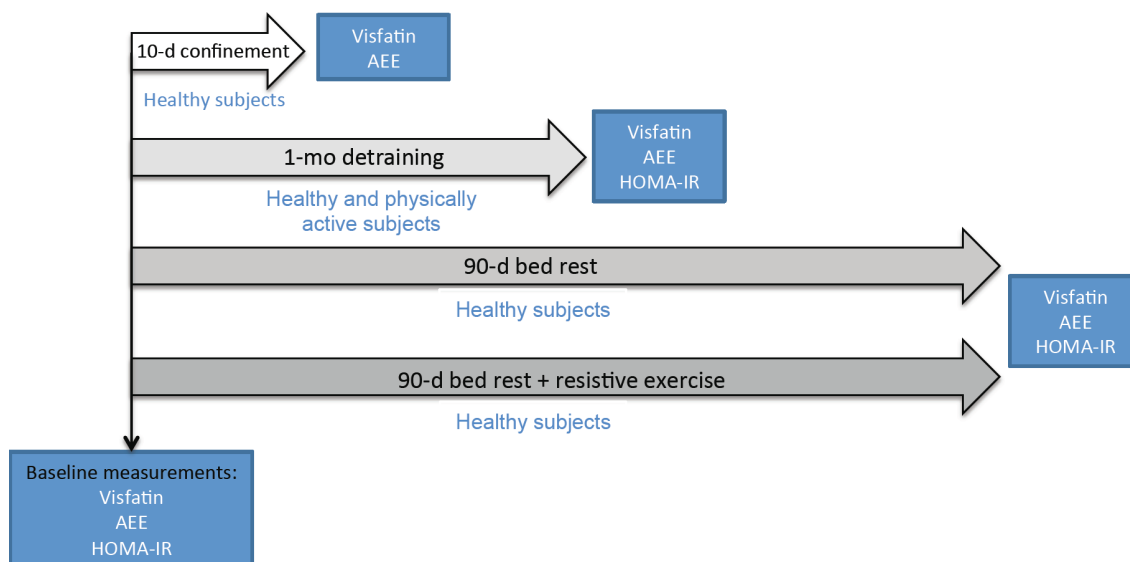 10-d confinement
Visfatin
AEE
Healthy subjects
1-mo detraining
Visfatin
AEE
HOMA-IR
Healthy and physically
active subjects
90-d bed rest
Healthy subjects
Visfatin
AEE
HOMA-IR
90-d bed rest + resistive exercise
Healthy subjects
Baseline measurements:
Visfatin
AEE
HOMA-IR